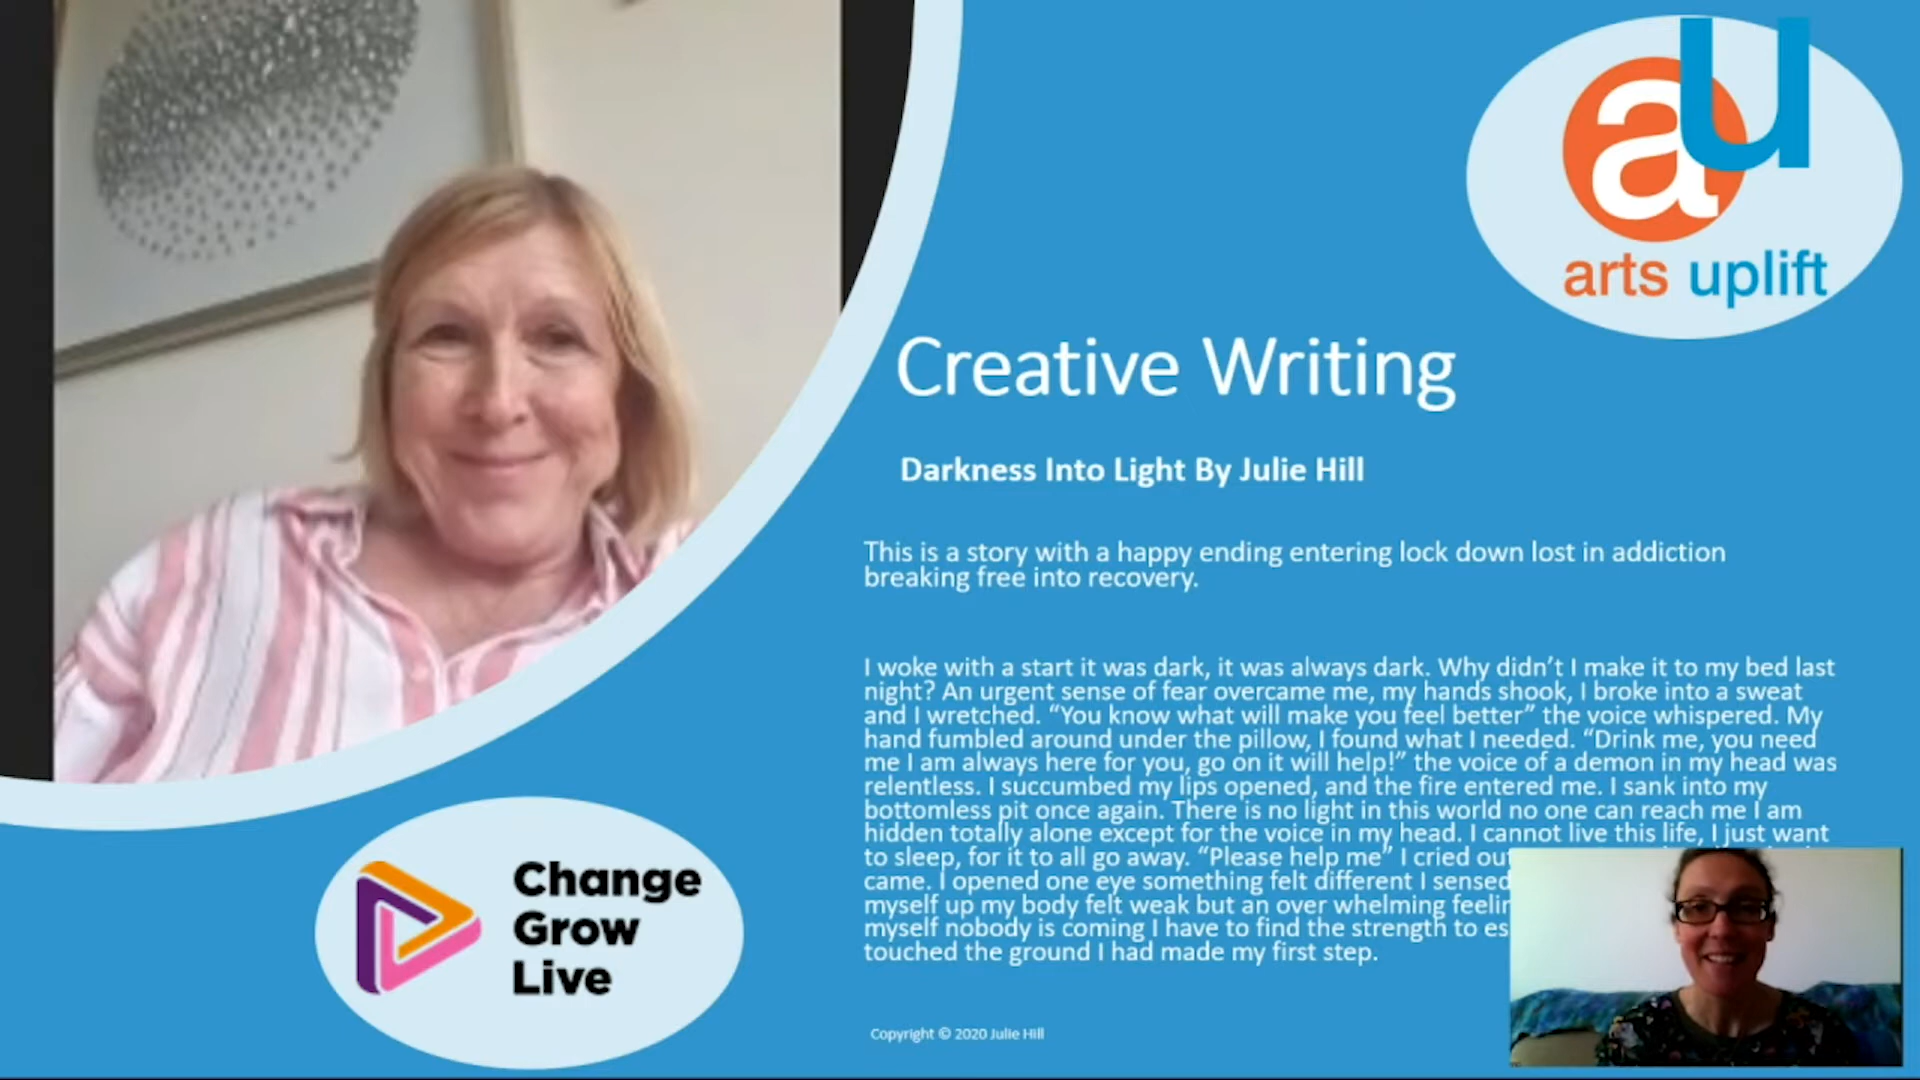 au
arts uplift
Creative Writing
Darkness Into Light By Julie Hill
This is a story with a happy ending entering lock down lost in addiction
breaking free into recovery.
I woke with a start it was dark, it was always dark. Why didn't I make it to my bed last
night? An urgent sense of fear overcame me, my hands shook, I broke into a sweat
and I wretched. “You know what will make you feel better” the voice whispered. My
hand fumbled around under the pillow, I found what I needed. “Drink me, you need
me I am always here for you, go on it will help!” the voice of a demon in my head was
relentless. I succumbed my lips opened, and the fire entered me. I sank into my
bottomless pit once again. There is no light in this world no one can reach me I am
hidden totally alone except for the voice in my head. I cannot live this life, I just want
to sleep, for it to all go away. “Please help me” I cried
came. I opened one eye something felt different I sensed
myself up my body felt weak but an over whelming
myself nobody is coming I have to find the strength to
touched the ground I had made my first step.
Change
Grow
Live
Copyright © 2020 Julie Hill